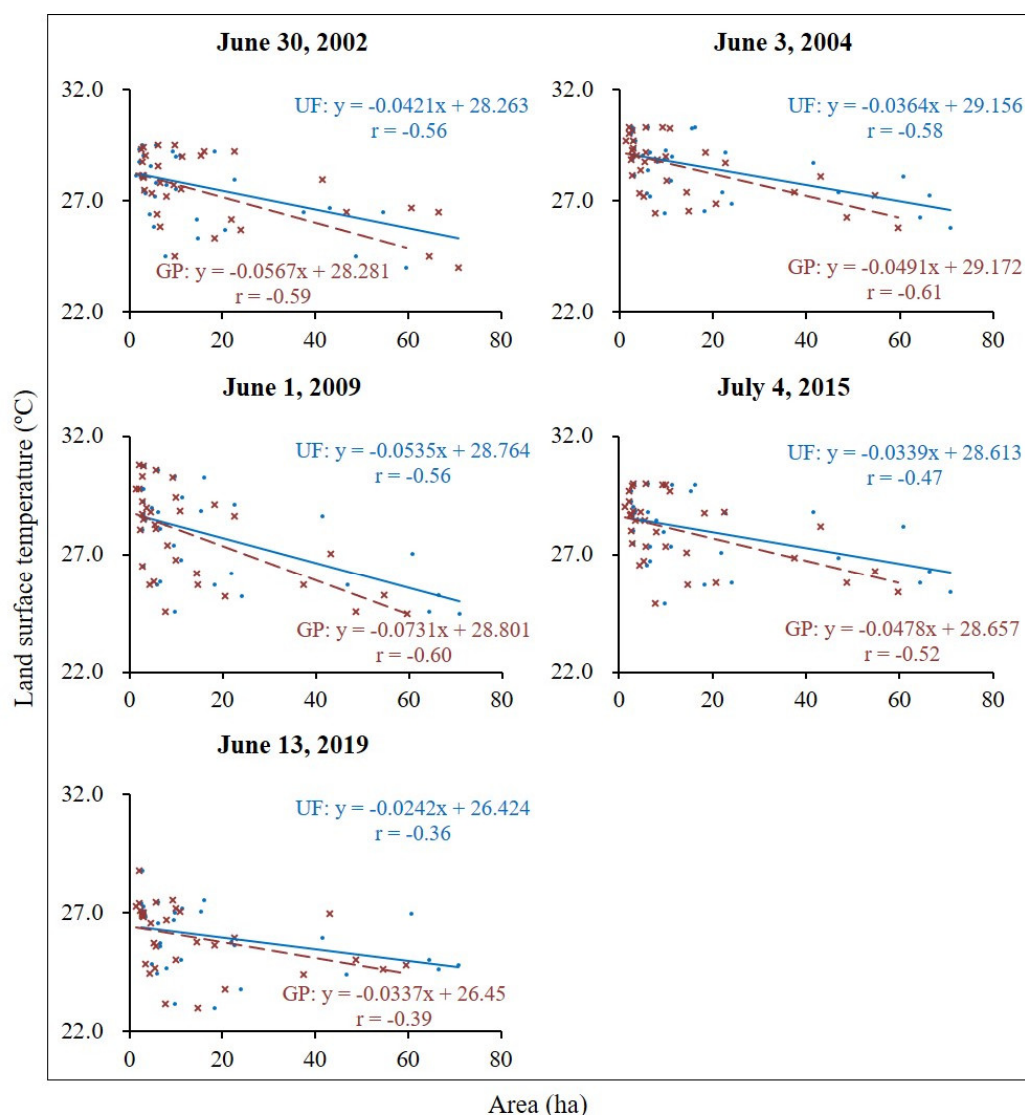 June 30, 2002
32.0
27.0
22.0
0 20 40 60 80
UF: y = -0.0421x + 28.263
r = -0.56
GP: y = -0.0567x + 28.281
r = -0.59
June 3, 2004
32.0
27.0
22.0
0 20 40 60 80
UF: y = -0.0364x + 29.156
r = -0.58
GP: y = -0.0491x + 29.172
r = -0.61
June 1, 2009
32.0
27.0
22.0
0 20 40 60 80
UF: y = -0.0535x + 28.764
r = -0.56
GP: y = -0.0731x + 28.801
r = -0.60
July 4, 2015
32.0
27.0
22.0
0 20 40 60 80
UF: y = -0.0339x + 28.613
r = -0.47
GP: y = -0.0478x + 28.657
r = -0.52
June 13, 2019
32.0
27.0
22.0
0 20 40 60 80
UF: y = -0.0242x + 26.424
r = -0.36
GP: y = -0.0337x + 26.45
r = -0.39
Land surface temperature (ºC)
Area (ha)